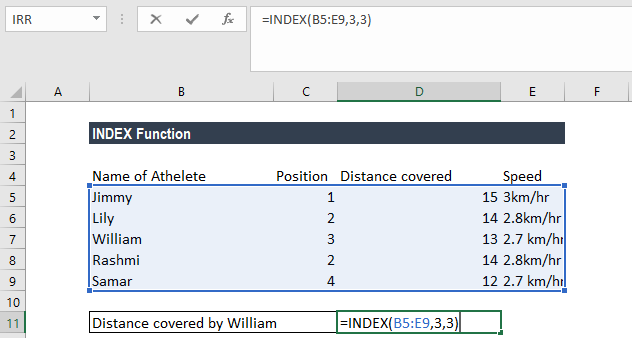 IRR fx =INDEX(B5:E9,3,3)
A B C D E F
1
2 INDEX Function
3
4 Name of Athelete Position Distance covered Speed
5 Jimmy 1 15 3km/hr
6 Lily 2 14 2.8km/hr
7 William 3 13 2.7 km/hr
8 Rashmi 2 14 2.8km/hr
9 Samar 4 12 2.7 km/hr
10
11 Distance covered by William =INDEX(B5:E9,3,3)